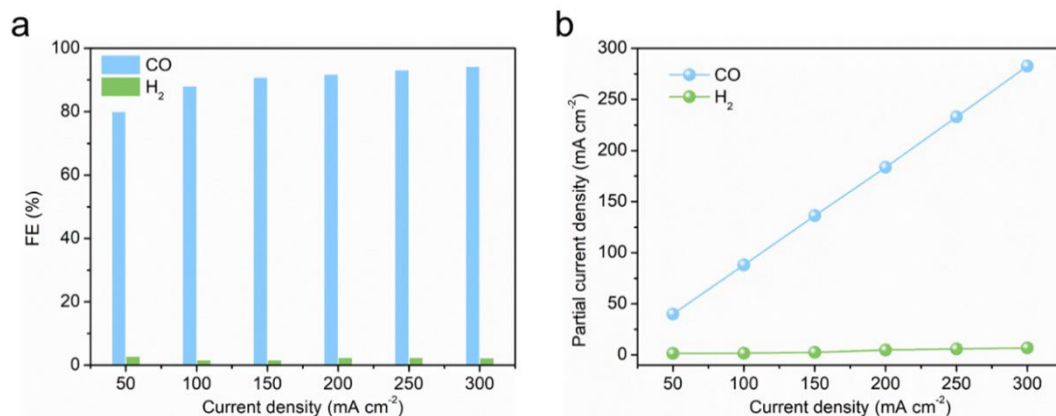 a
100
80
60
40
20
0
FE (%)
CO
H₂
50 100 150 200 250 300
Current density (mA cm⁻²)
b
300
250
200
150
100
50
0
Partial current density (mA cm⁻²)
CO
H₂
50 100 150 200 250 300
Current density (mA cm⁻²)